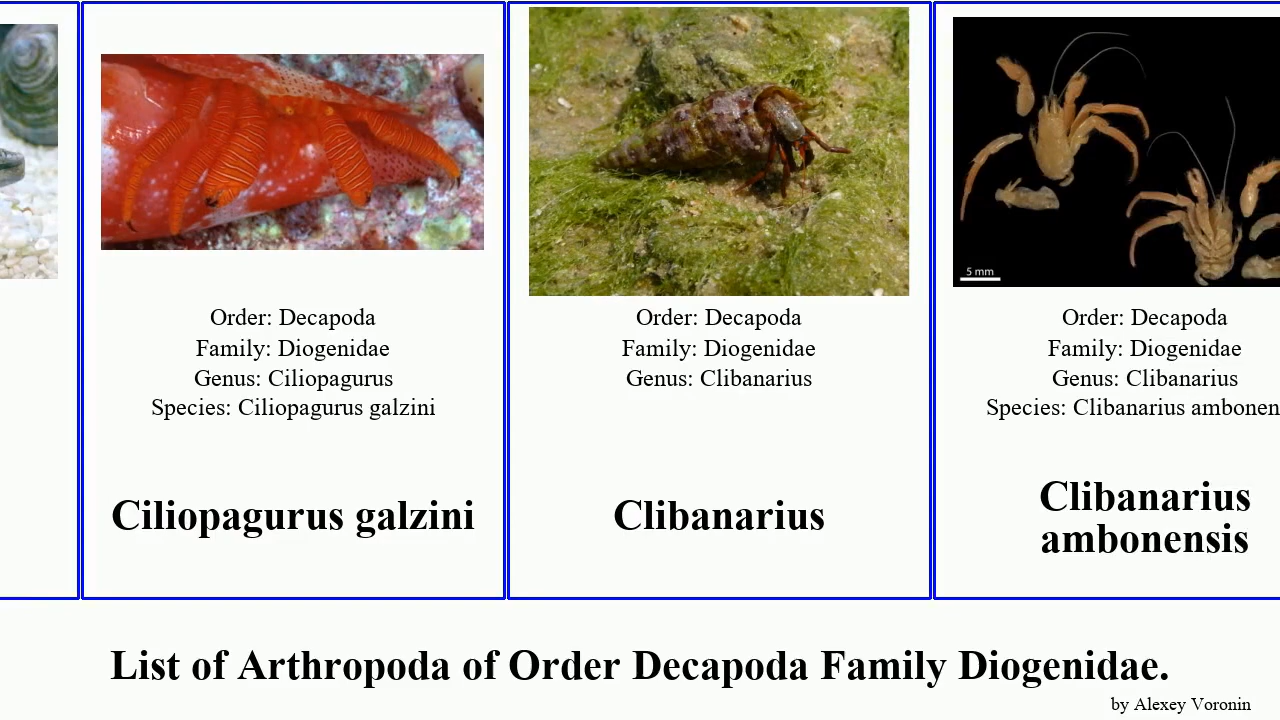 5 mm
Order: Decapoda
Family: Diogenidae
Genus: Ciliopagurus
Species: Ciliopagurus galzini
Ciliopagurus galzini
Order: Decapoda
Family: Diogenidae
Genus: Clibanarius
Clibanarius
Order: Decapoda
Family: Diogenidae
Genus: Clibanarius
Species: Clibanarius ambonen
Clibanarius
ambonensis
List of Arthropoda of Order Decapoda Family Diogenidae.
by Alexey Voronin